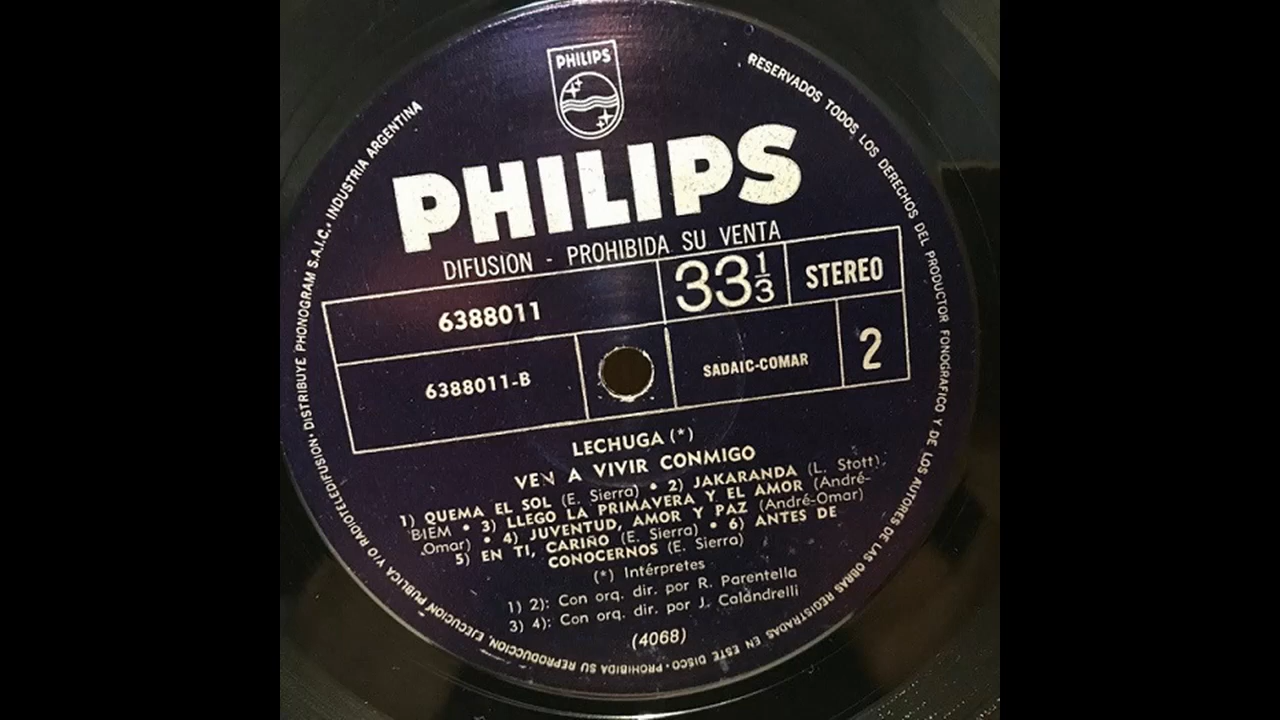 PHILIPS
PHILIPS
DIFUSION - PROHIBIDA SU VENTA
6388011
33 1/3
STEREO
6388011-B
SADAIC-COMAR
2
LECHUGA (*)
VEN A VIVIR CONMIGO
1) QUEMA EL SOL (E. Sierra) • 2) JAKARANDA (L. Stott)
BIEM • 3) LLEGO LA PRIMAVERA Y EL AMOR (André-
Omar) • 4) JUVENTUD, AMOR Y PAZ (André-Omar)
5) EN TI, CARIÑO (E. Sierra) • 6) ANTES DE
CONOCERNOS (E. Sierra)
(*) Intérpretes
1) 2): Con orq. dir. por R. Parentella
3) 4): Con orq. dir. por J. Calandrelli
(4068)
RESERVADOS TODOS LOS DERECHOS DEL PRODUCTOR FONOGRAFICO Y DE LOS AUTORES DE LAS OBRAS REGISTRADAS EN ESTE DISCO • PROHIBIDA SU REPRODUCCION, EJECUCION PUBLICA Y/O RADIOTELEDIFUSION • DISTRIBUYE PHONOGRAM S.A.I.C. • INDUSTRIA ARGENTINA